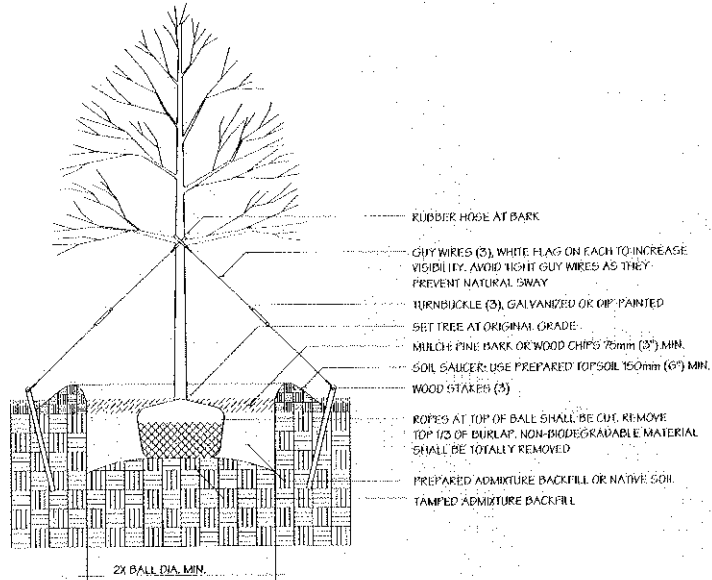 RUBBER HOSE AT BARK
GUY WIRES (3), WHITE FLAG ON EACH TO INCREASE
VISIBILITY. AVOID TIGHT GUY WIRES AS THEY
PREVENT NATURAL SWAY
TURNBUCKLE (3), GALVANIZED OR DIP-PAINTED
SET TREE AT ORIGINAL GRADE
MULCH: PINE BARK OR WOOD CHIPS 75mm (3") MIN.
SOIL SAUCER: USE PREPARED TOPSOIL 150mm (6") MIN.
WOOD STAKES (3)
ROPES AT TOP OF BALL SHALL BE CUT. REMOVE
TOP 1/3 OF BURLAP. NON-BIODEGRADABLE MATERIAL
SHALL BE TOTALLY REMOVED
PREPARED ADMIXTURE BACKFILL OR NATIVE SOIL
TAMPED ADMIXTURE BACKFILL
2X BALL DIA. MIN.